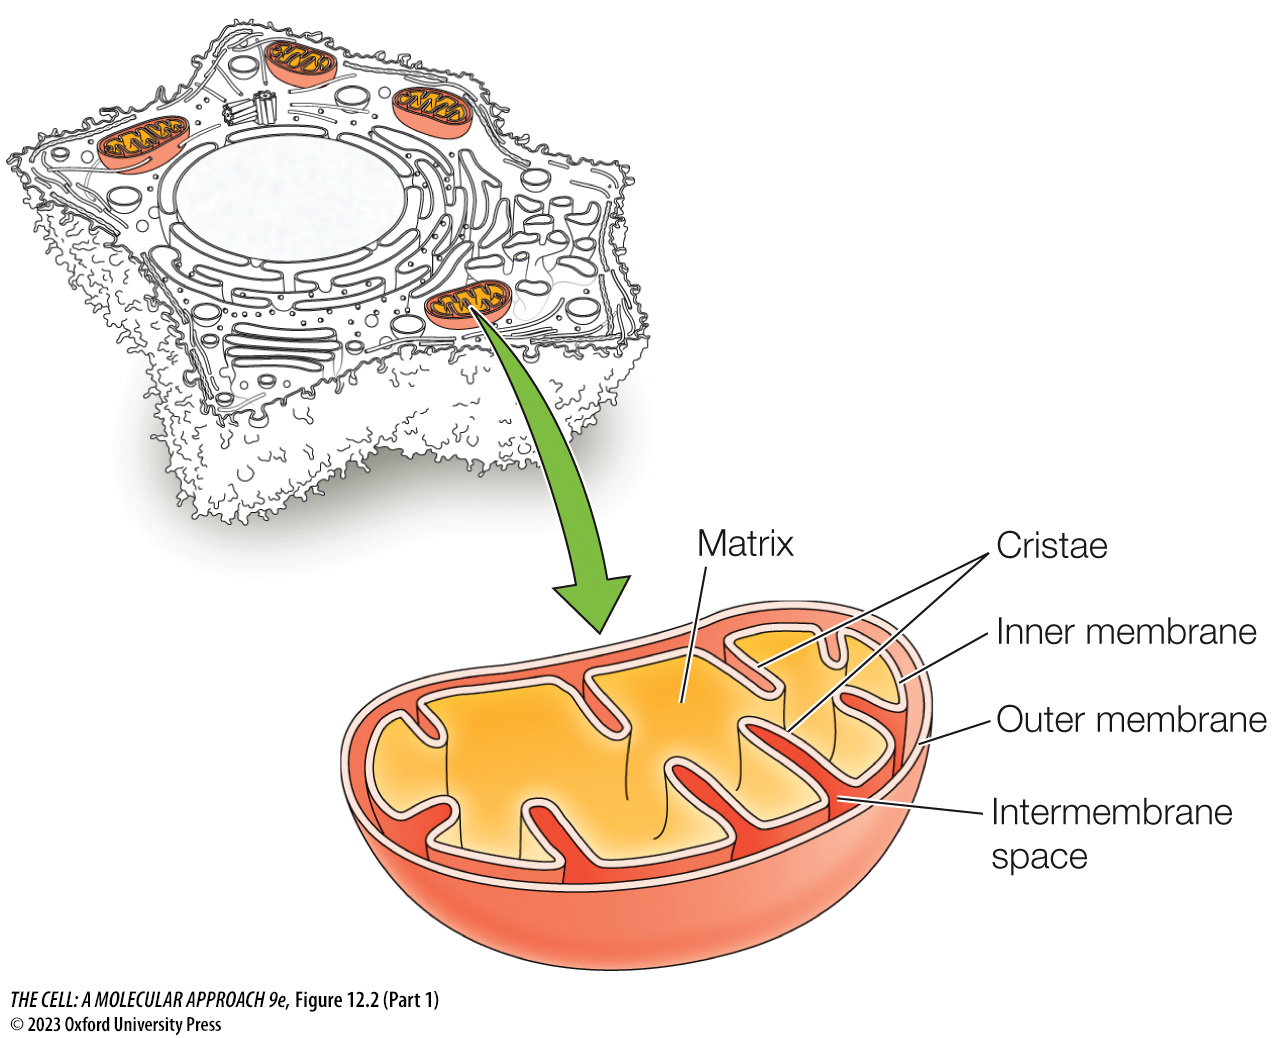 Matrix
Cristae
Inner membrane
Outer membrane
Intermembrane
space
THE CELL: A MOLECULAR APPROACH 9e, Figure 12.2 (Part 1)
© 2023 Oxford University Press